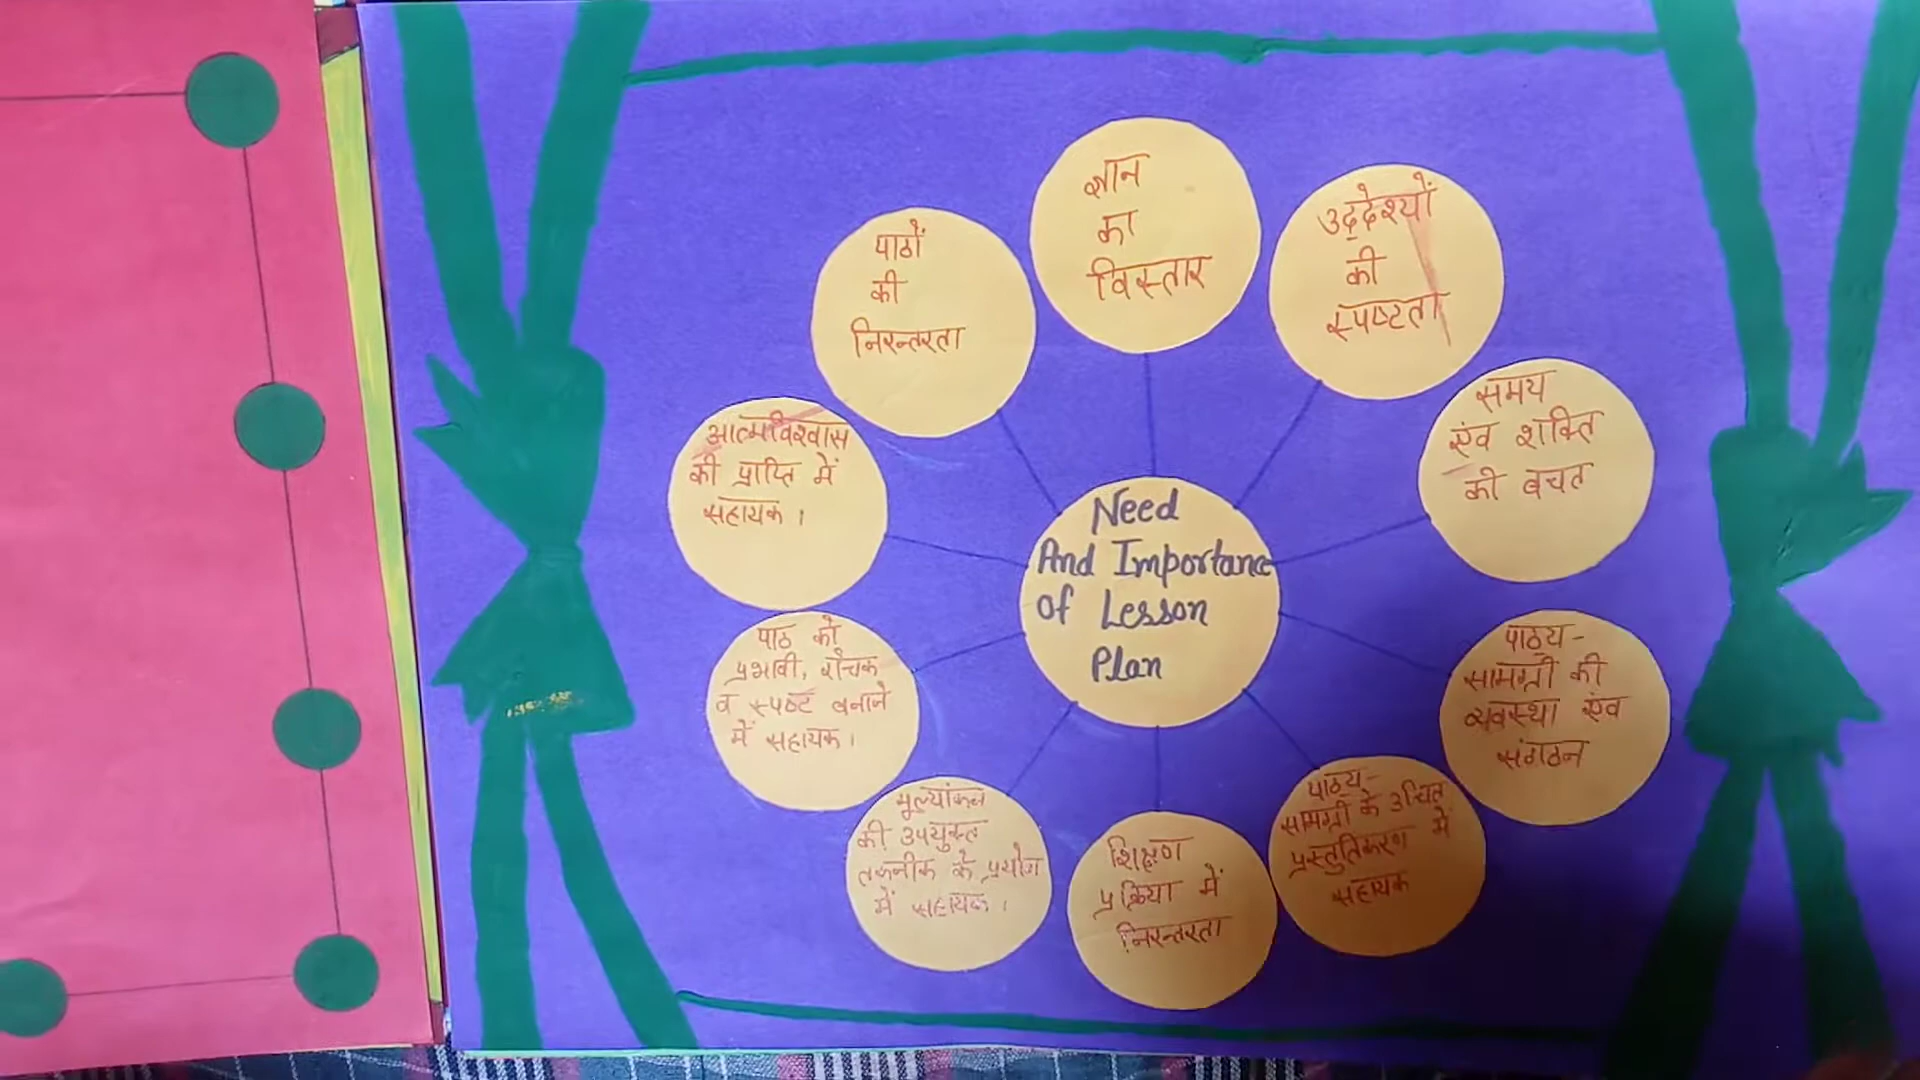 Need
And Importance
of Lesson
Plan
ज्ञान
का
विस्तार
उद्देश्यों
की
स्पष्टता
समय
एंव शक्ति
की बचत
पाठ्य-
सामग्री की
व्यवस्था एंव
संगठन
पाठ्य-
सामग्री के उचित
प्रस्तुतिकरण में
सहायक
शिक्षण
प्रक्रिया में
निरन्तरता
मूल्यांकन
की उपयुक्त
तकनीक के प्रयोग
में सहायक।
पाठ को
प्रभावी, रोचक
व स्पष्ट बनाने
में सहायक।
आत्मविश्वास
की प्राप्ति में
सहायक।
पाठों
की
निरन्तरता